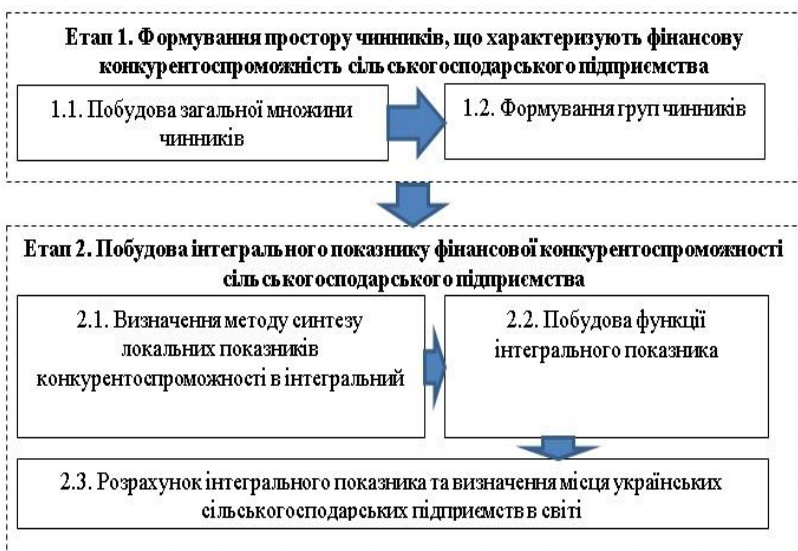 Етап 1. Формування простору чинників, що характеризують фінансову
конкурентоспроможність сільськогосподарського підприємства
1.1. Побудова загальної множини
чинників
1.2. Формування груп чинників
Етап 2. Побудова інтегрального показнику фінансової конкурентоспроможності
сільськогосподарського підприємства
2.1. Визначення методу синтезу
локальних показників
конкурентоспроможності в інтегральний
2.2. Побудова функції
інтегрального показника
2.3. Розрахунок інтегрального показника та визначення місця українських
сільськогосподарських підприємств в світі